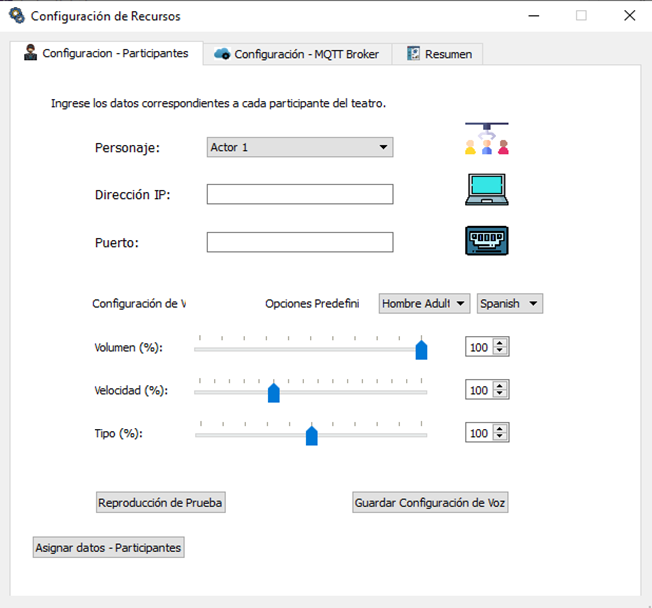 Configuración de Recursos
Configuracion - Participantes
Configuración - MQTT Broker
Resumen
Ingrese los datos correspondientes a cada participante del teatro.
Personaje:
Actor 1
Dirección IP:
Puerto:
Configuración de V
Opciones Predefini
Hombre Adult
Spanish
Volumen (%):
100
Velocidad (%):
100
Tipo (%):
100
Reproducción de Prueba
Guardar Configuración de Voz
Asignar datos - Participantes